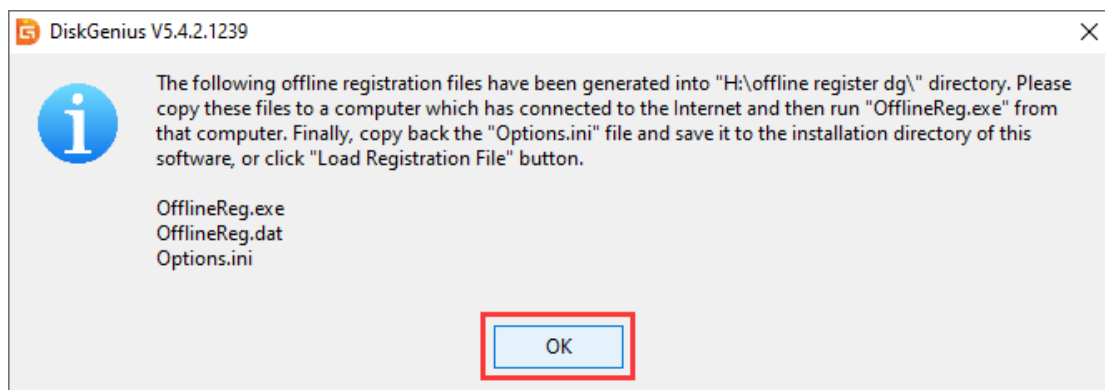 DiskGenius V5.4.2.1239
The following offline registration files have been generated into "H:\offline register dg\" directory. Please
copy these files to a computer which has connected to the Internet and then run "OfflineReg.exe" from
that computer. Finally, copy back the "Options.ini" file and save it to the installation directory of this
software, or click "Load Registration File" button.
OfflineReg.exe
OfflineReg.dat
Options.ini
OK